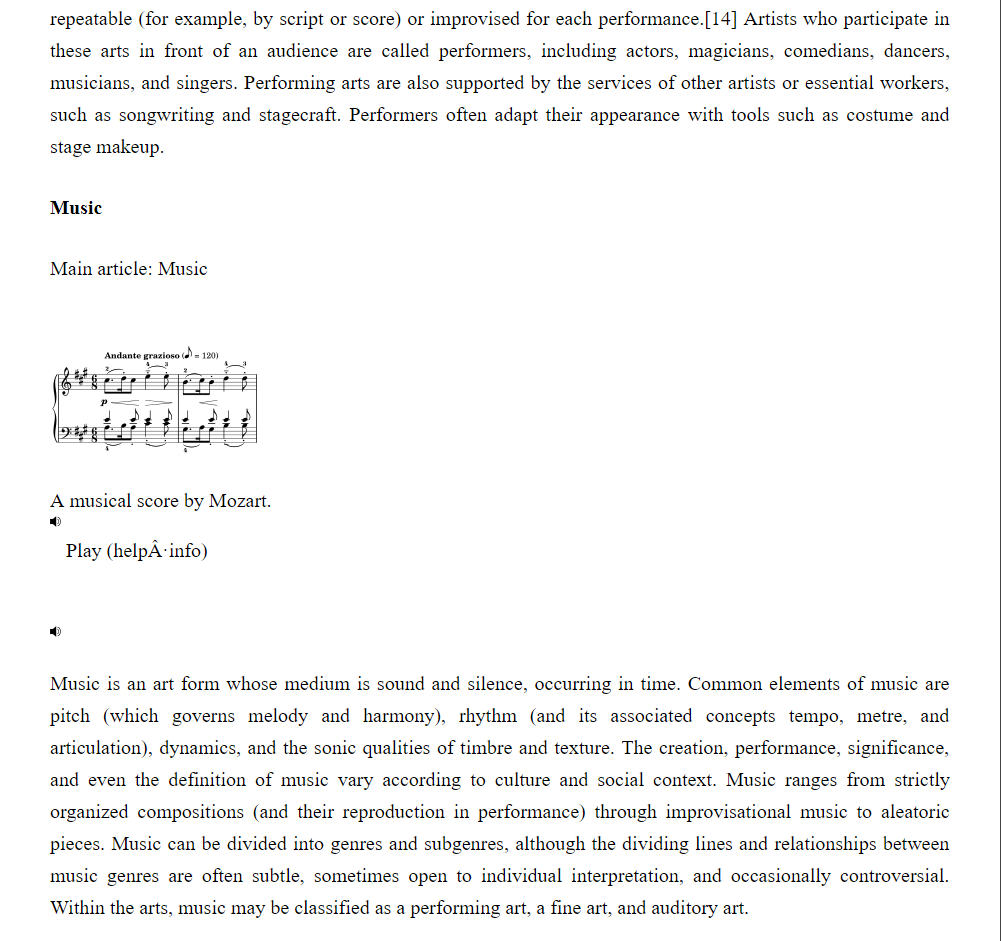 repeatable (for example, by script or score) or improvised for each performance.[14] Artists who participate in
these arts in front of an audience are called performers, including actors, magicians, comedians, dancers,
musicians, and singers. Performing arts are also supported by the services of other artists or essential workers,
such as songwriting and stagecraft. Performers often adapt their appearance with tools such as costume and
stage makeup.
Music
Main article: Music
Andante grazioso (♪ = 120)
A musical score by Mozart.
Play (helpÂ·info)
Music is an art form whose medium is sound and silence, occurring in time. Common elements of music are
pitch (which governs melody and harmony), rhythm (and its associated concepts tempo, metre, and
articulation), dynamics, and the sonic qualities of timbre and texture. The creation, performance, significance,
and even the definition of music vary according to culture and social context. Music ranges from strictly
organized compositions (and their reproduction in performance) through improvisational music to aleatoric
pieces. Music can be divided into genres and subgenres, although the dividing lines and relationships between
music genres are often subtle, sometimes open to individual interpretation, and occasionally controversial.
Within the arts, music may be classified as a performing art, a fine art, and auditory art.